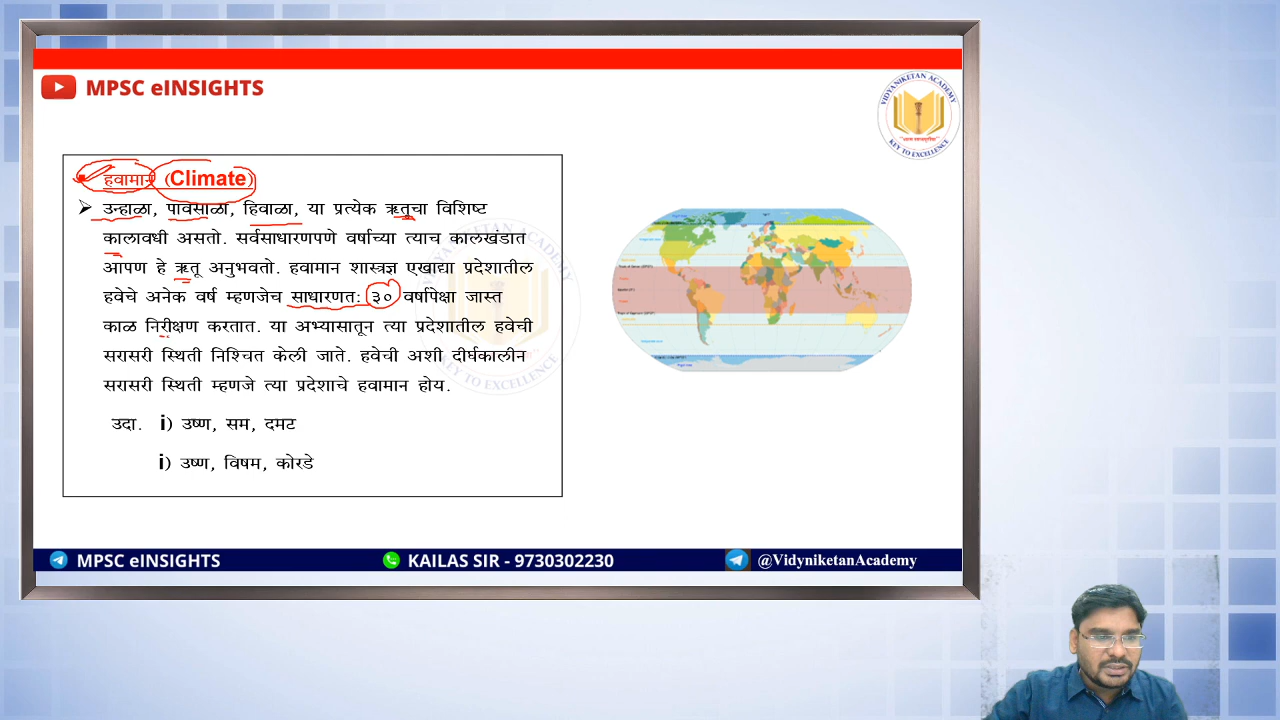 MPSC eINSIGHTS
VIDYANIKETAN ACADEMY
KEY TO EXCELLENCE
हवामान (Climate)
➢ उन्हाळा, पावसाळा, हिवाळा, या प्रत्येक ऋतूचा विशिष्ट
कालावधी असतो. सर्वसाधारणपणे वर्षाच्या त्याच कालखंडात
आपण हे ऋतू अनुभवतो. हवामान शास्त्रज्ञ एखाद्या प्रदेशातील
हवेचे अनेक वर्ष म्हणजेच साधारणतः ३० वर्षापेक्षा जास्त
काळ निरीक्षण करतात. या अभ्यासातून त्या प्रदेशातील हवेची
सरासरी स्थिती निश्चित केली जाते. हवेची अशी दीर्घकालीन
सरासरी स्थिती म्हणजे त्या प्रदेशाचे हवामान होय.
उदा. i) उष्ण, सम, दमट
i) उष्ण, विषम, कोरडे
MPSC eINSIGHTS
KAILAS SIR - 9730302230
@VidyniketanAcademy